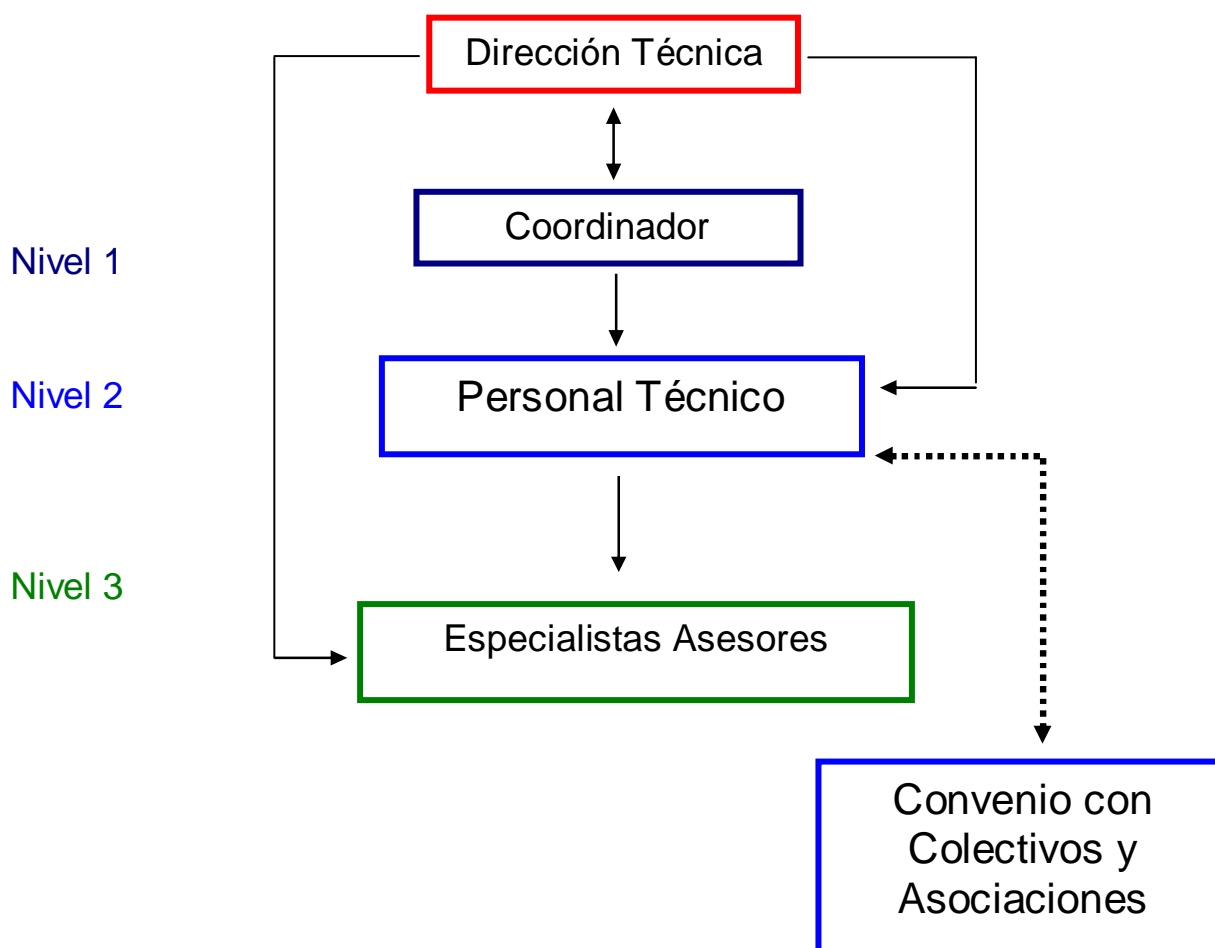 Dirección Técnica
Coordinador
Nivel 1
Nivel 2
Personal Técnico
Nivel 3
Especialistas Asesores
Convenio con
Colectivos y
Asociaciones